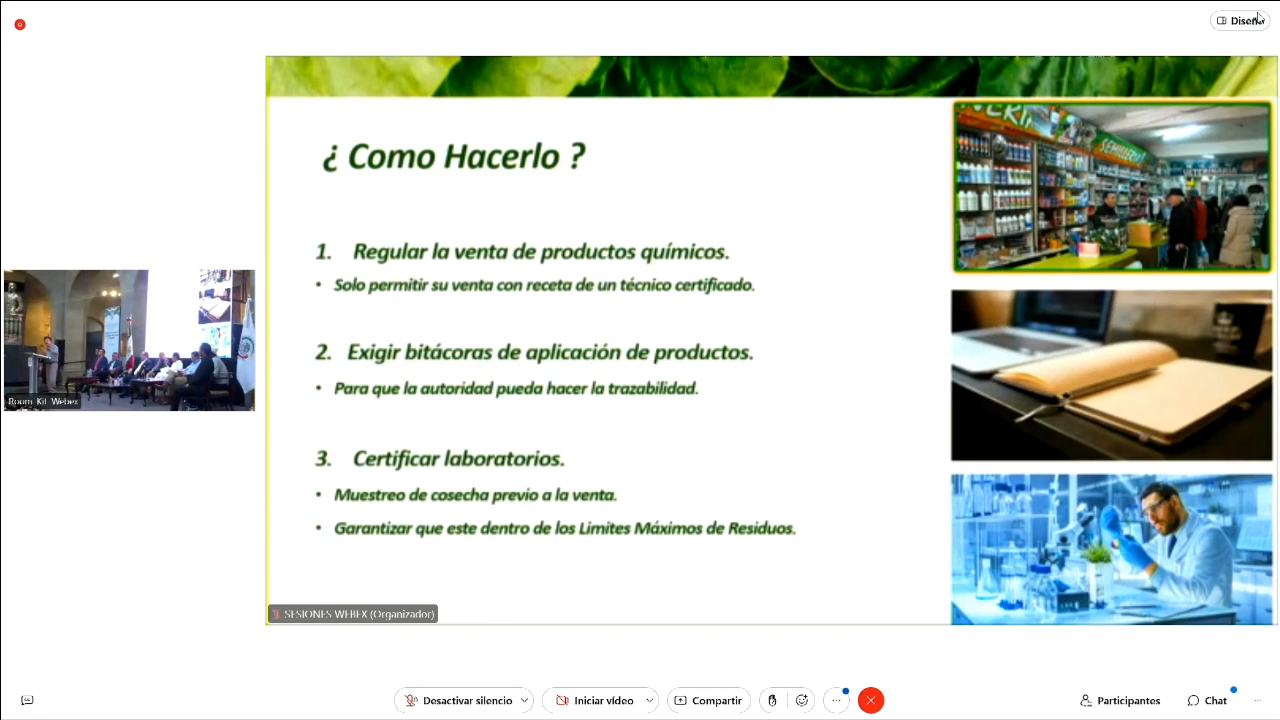 Diseño
¿ Como Hacerlo ?
1. Regular la venta de productos químicos.
• Solo permitir su venta con receta de un técnico certificado.
2. Exigir bitácoras de aplicación de productos.
• Para que la autoridad pueda hacer la trazabilidad.
3. Certificar laboratorios.
• Muestreo de cosecha previo a la venta.
• Garantizar que este dentro de los Limites Máximos de Residuos.
SEMILLERIA
VETERINARIA
Room Kit Webex
SESIONES WEBEX (Organizador)
Desactivar silencio
Iniciar vídeo
Compartir
Participantes
Chat